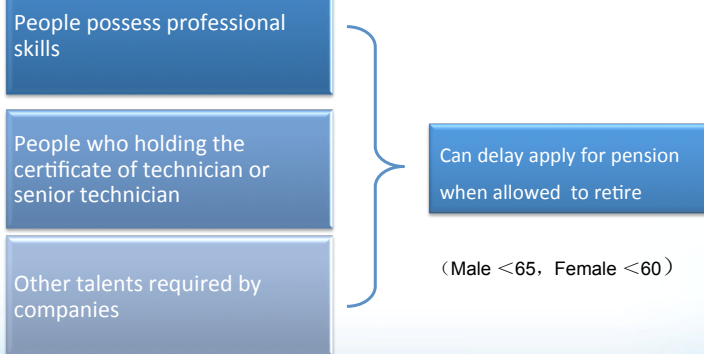 People possess professional
skills
People who holding the
certificate of technician or
senior technician
Other talents required by
companies
Can delay apply for pension
when allowed to retire
（Male ＜65，Female ＜60）